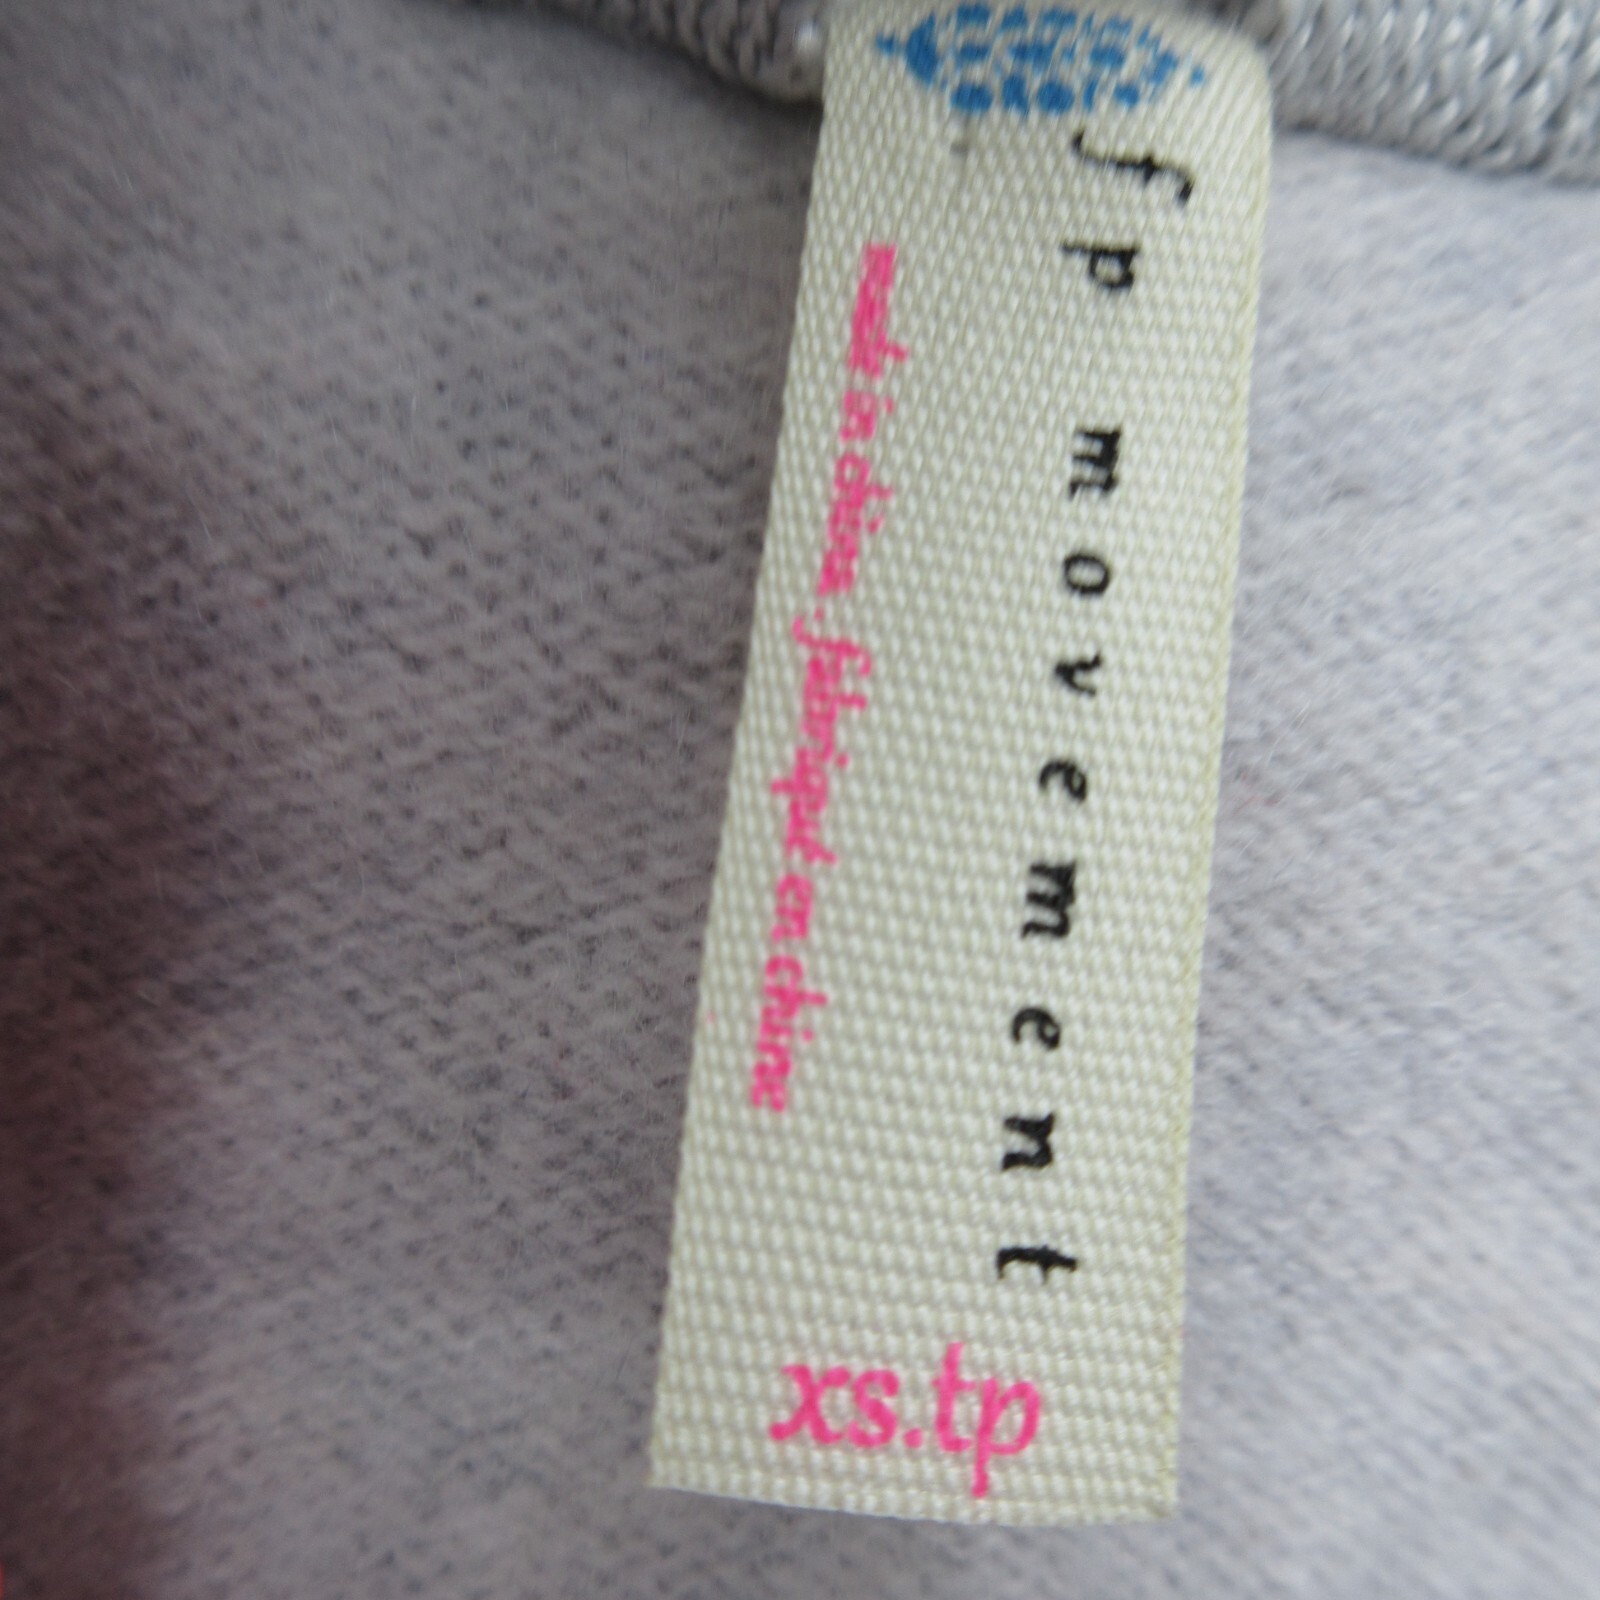 fp movement
made in china . fabriqué en chine
xs.tp